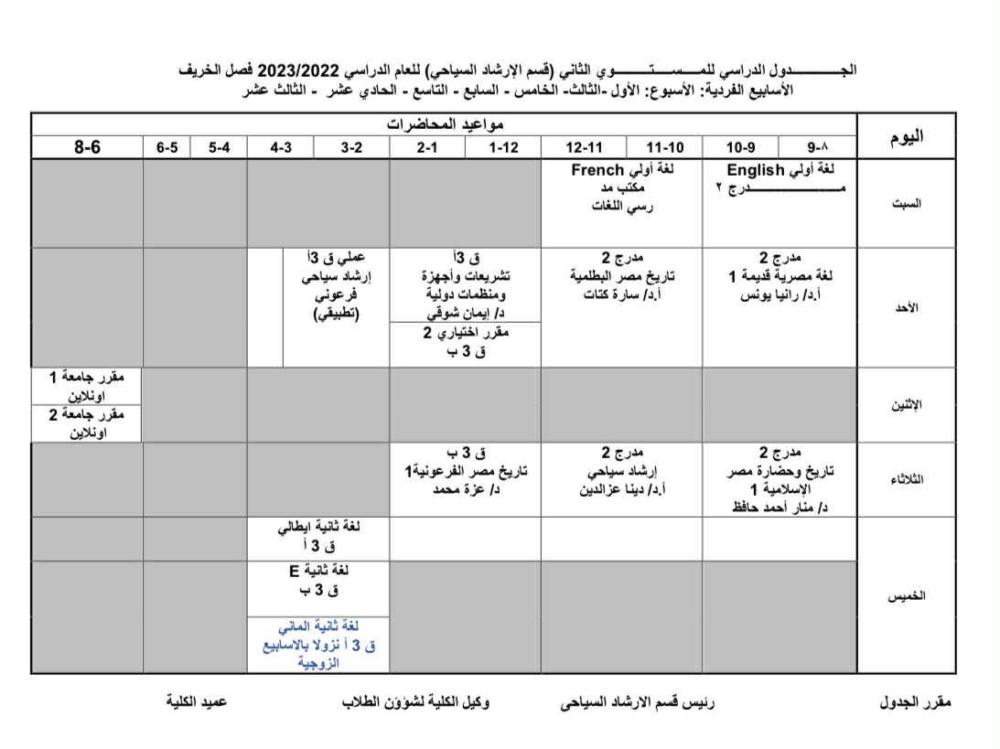 الجـــــــــدول الدراسي للمـــــســـــتـــــــــوي الثاني (قسم الإرشاد السياحي) للعام الدراسي 2023/2022 فصل الخريف
الأسابيع الفردية: الأسبوع: الأول -الثالث- الخامس - السابع - التاسع - الحادي عشر - الثالث عشر
اليوم
مواعيد المحاضرات
٨-9
10-9
11-10
12-11
1-12
2-1
3-2
4-3
5-4
6-5
8-6
السبت
لغة أولي English
مـــــــــــــــــــدرج ٢
لغة أولي French
مكتب مد
رسي اللغات
الأحد
مدرج 2
لغة مصرية قديمة 1
أ.د/ رانيا يونس
مدرج 2
تاريخ مصر البطلمية
أ.د/ سارة كتات
ق 3أ
تشريعات وأجهزة
ومنظمات دولية
د/ إيمان شوقي
مقرر اختياري 2
ق 3 ب
عملي ق 3أ
إرشاد سياحي
فرعوني
(تطبيقي)
الإثنين
مقرر جامعة 1
اونلاين
مقرر جامعة 2
اونلاين
الثلاثاء
مدرج 2
تاريخ وحضارة مصر
الإسلامية 1
د/ منار أحمد حافظ
مدرج 2
إرشاد سياحي
أ.د/ دينا عزالدين
ق 3 ب
تاريخ مصر الفرعونية1
د/ عزة محمد
الخميس
لغة ثانية ايطالي
ق 3 أ
لغة ثانية E
ق 3 ب
لغة ثانية الماني
ق 3 أ نزولا بالاسابيع
الزوجية
مقرر الجدول
رئيس قسم الارشاد السياحى
وكيل الكلية لشؤؤن الطلاب
عميد الكلية